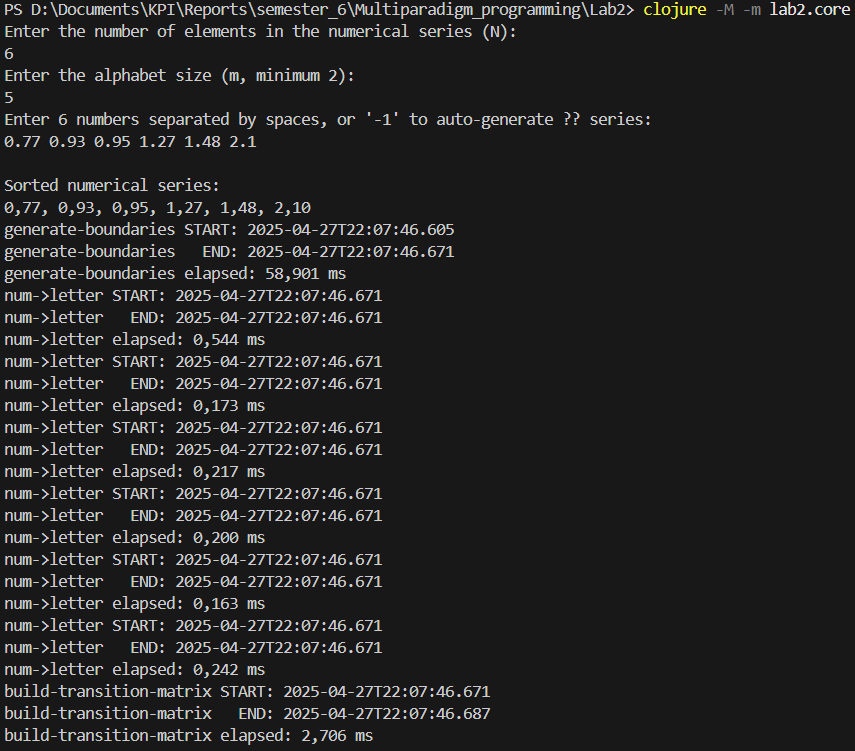 PS D:\Documents\KPI\Reports\semester_6\Multiparadigm_programming\Lab2> clojure -M -m lab2.core
Enter the number of elements in the numerical series (N):
6
Enter the alphabet size (m, minimum 2):
5
Enter 6 numbers separated by spaces, or '-1' to auto-generate ?? series:
0.77 0.93 0.95 1.27 1.48 2.1

Sorted numerical series:
0,77, 0,93, 0,95, 1,27, 1,48, 2,10
generate-boundaries START: 2025-04-27T22:07:46.605
generate-boundaries   END: 2025-04-27T22:07:46.671
generate-boundaries elapsed: 58,901 ms
num->letter START: 2025-04-27T22:07:46.671
num->letter   END: 2025-04-27T22:07:46.671
num->letter elapsed: 0,544 ms
num->letter START: 2025-04-27T22:07:46.671
num->letter   END: 2025-04-27T22:07:46.671
num->letter elapsed: 0,173 ms
num->letter START: 2025-04-27T22:07:46.671
num->letter   END: 2025-04-27T22:07:46.671
num->letter elapsed: 0,217 ms
num->letter START: 2025-04-27T22:07:46.671
num->letter   END: 2025-04-27T22:07:46.671
num->letter elapsed: 0,200 ms
num->letter START: 2025-04-27T22:07:46.671
num->letter   END: 2025-04-27T22:07:46.671
num->letter elapsed: 0,163 ms
num->letter START: 2025-04-27T22:07:46.671
num->letter   END: 2025-04-27T22:07:46.671
num->letter elapsed: 0,242 ms
build-transition-matrix START: 2025-04-27T22:07:46.671
build-transition-matrix   END: 2025-04-27T22:07:46.687
build-transition-matrix elapsed: 2,706 ms